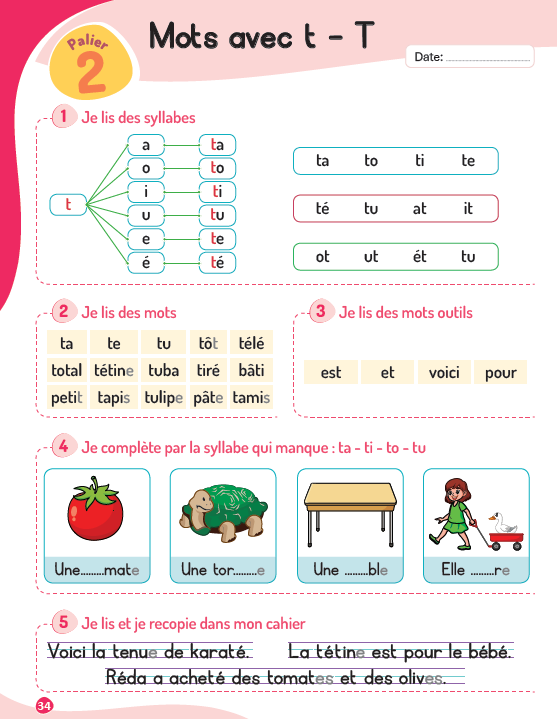 Palier
2
Mots avec t - T
Date: ........................
1 Je lis des syllabes
t
a ta
o to
i ti
u tu
e te
é té
ta to ti te
té tu at it
ot ut ét tu
2 Je lis des mots
ta te tu tôt télé
total tétine tuba tiré bâti
petit tapis tulipe pâte tamis
3 Je lis des mots outils
est et voici pour
4 Je complète par la syllabe qui manque : ta - ti - to - tu
Une.........mate
Une tor.........e
Une .........ble
Elle .........re
5 Je lis et je recopie dans mon cahier
Voici la tenue de karaté. La tétine est pour le bébé.
Réda a acheté des tomates et des olives.
34